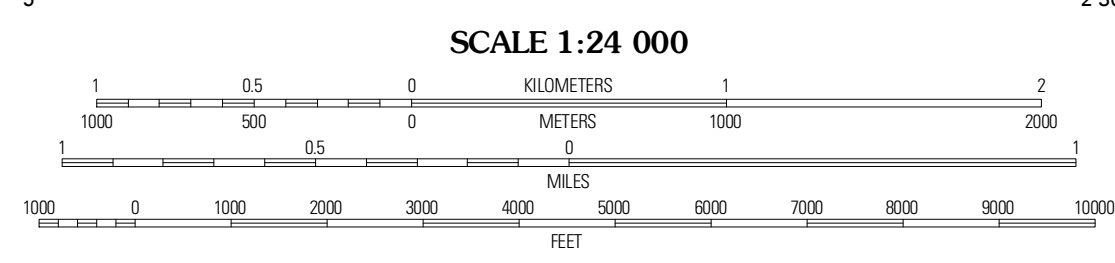 SCALE 1:24 000
1 0.5 0 KILOMETERS 1 2
1000 500 0 METERS 1000 2000
1 0.5 0 1
MILES
1000 0 1000 2000 3000 4000 5000 6000 7000 8000 9000 10000
FEET